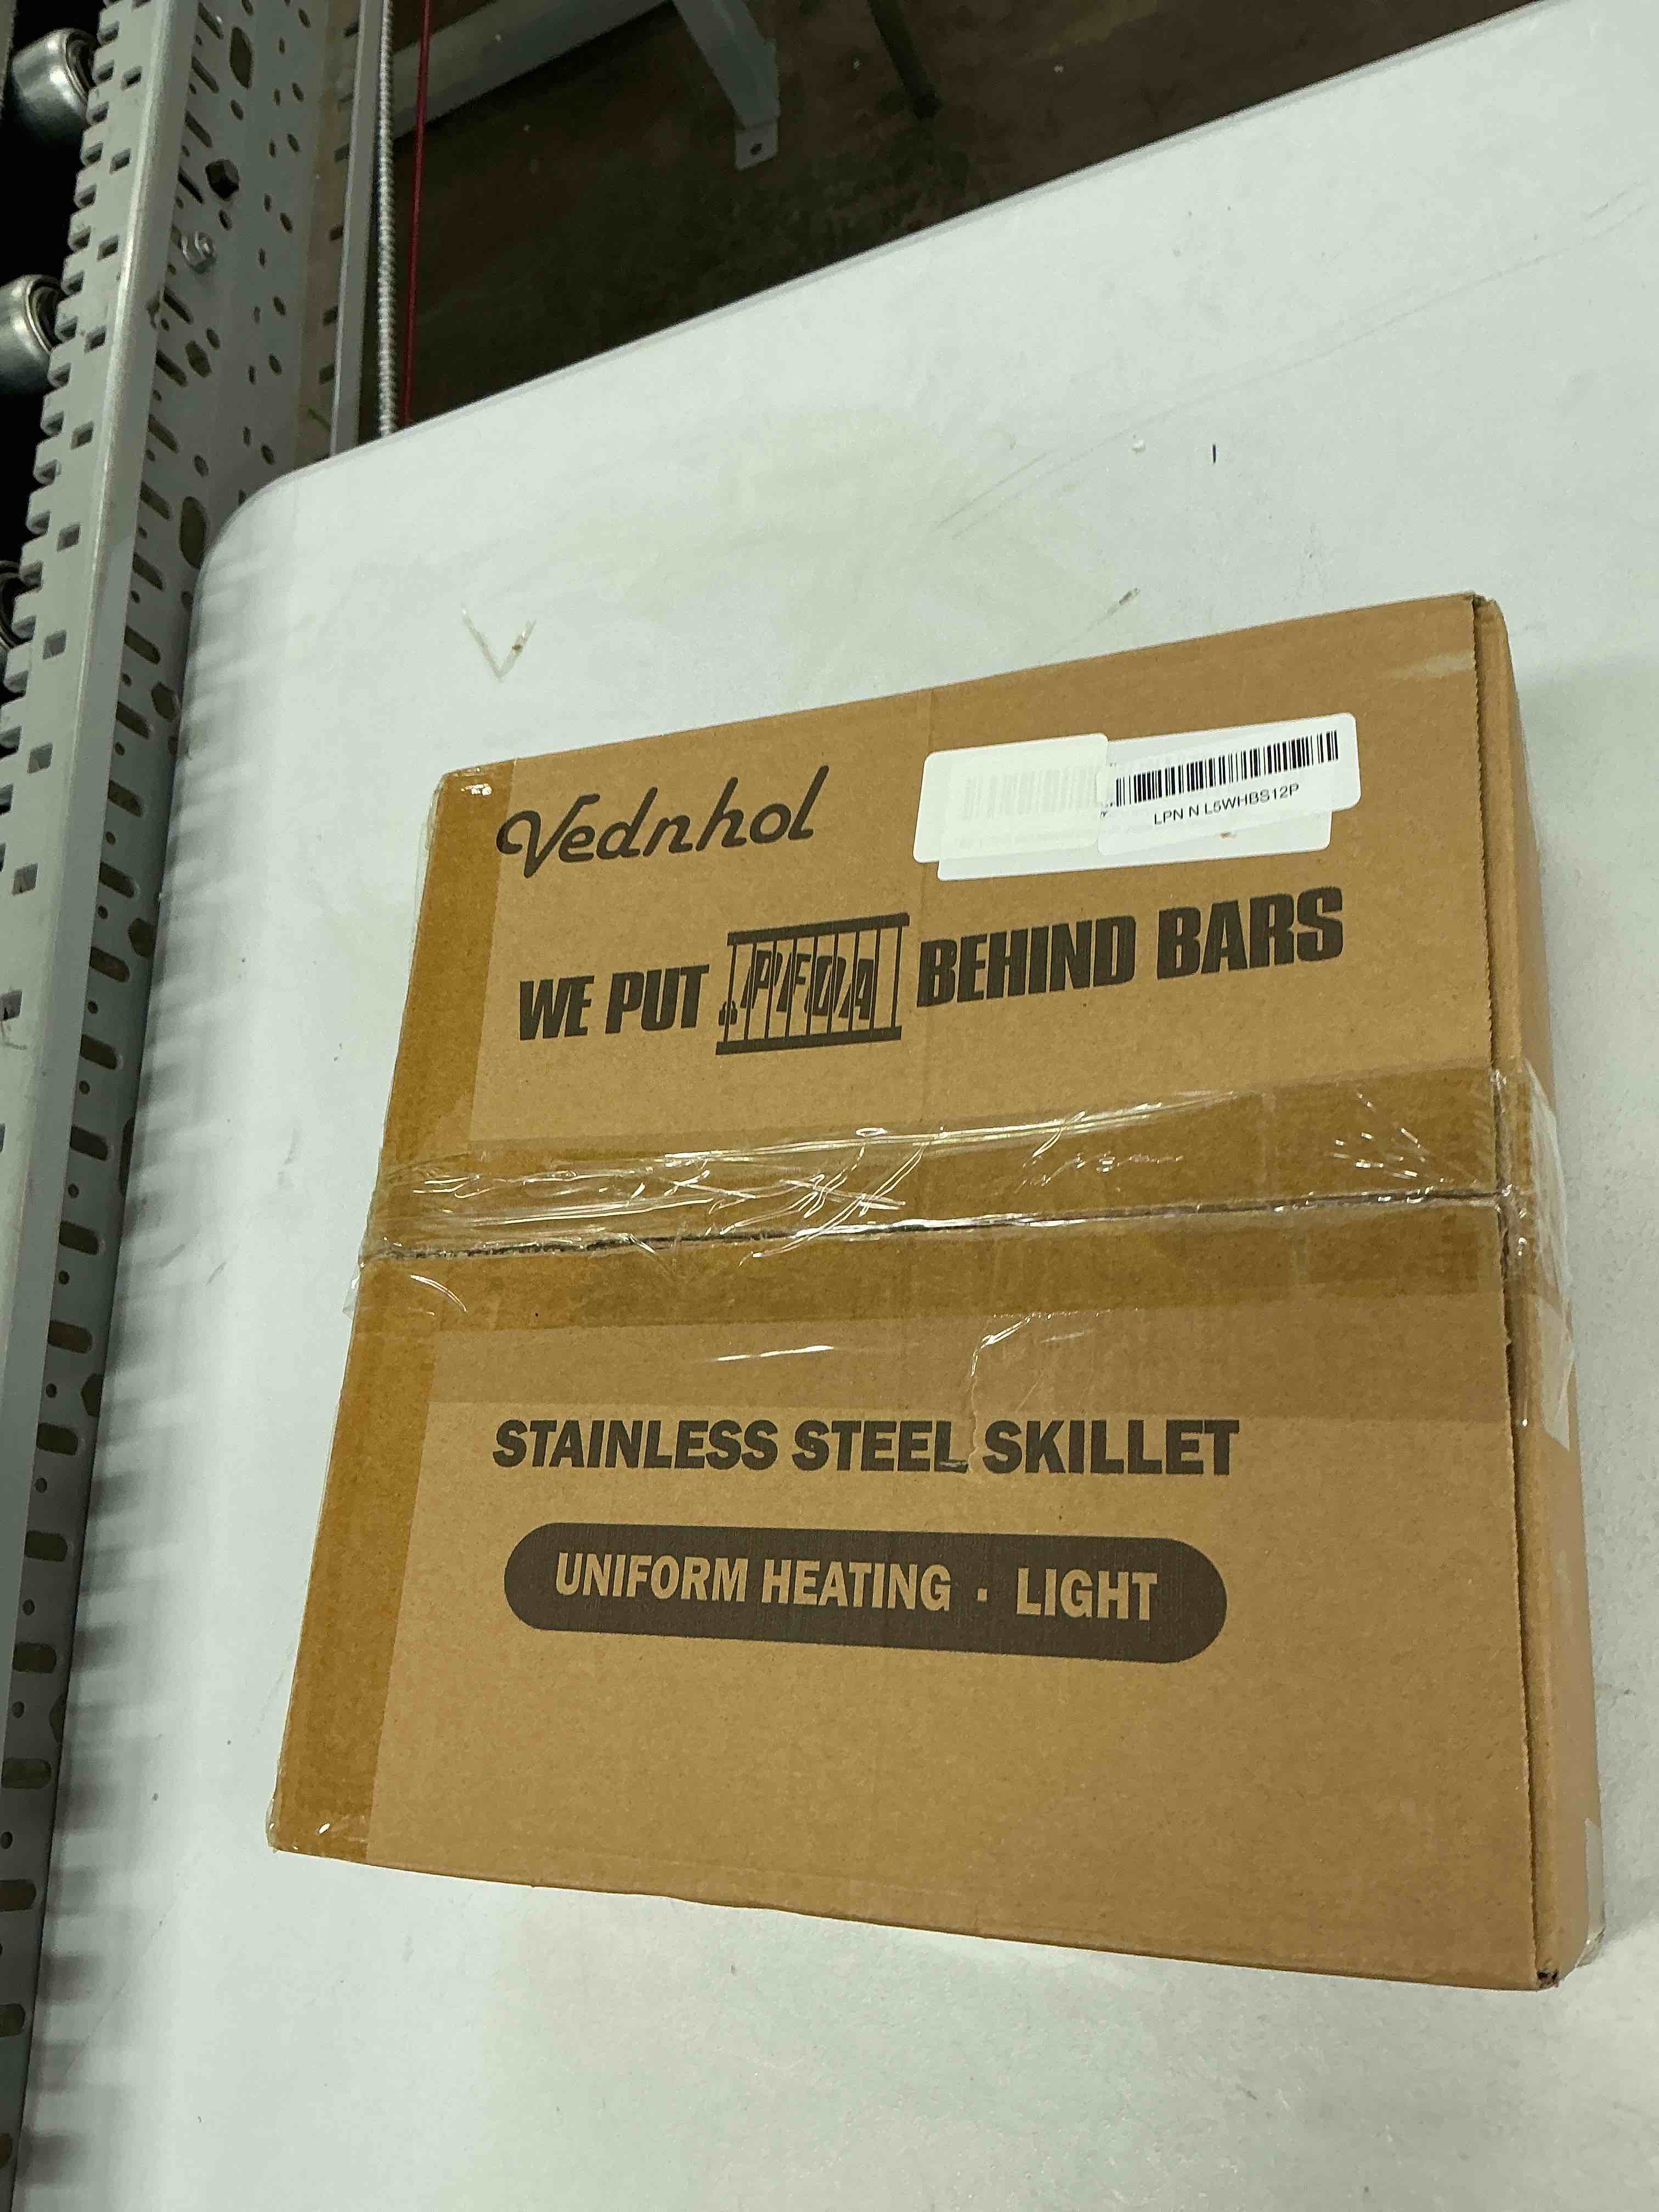 Vednhol
LPN N L5WHBS12P
WE PUT PFOA BEHIND BARS
STAINLESS STEEL SKILLET
UNIFORM HEATING · LIGHT